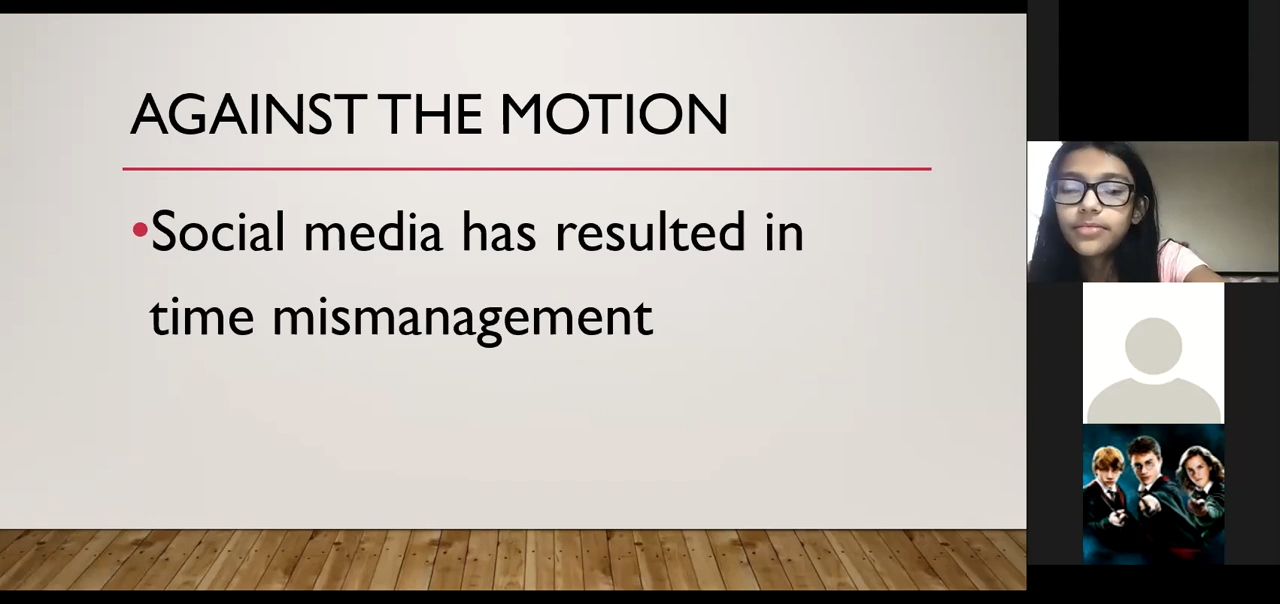 AGAINST THE MOTION
•Social media has resulted in
time mismanagement